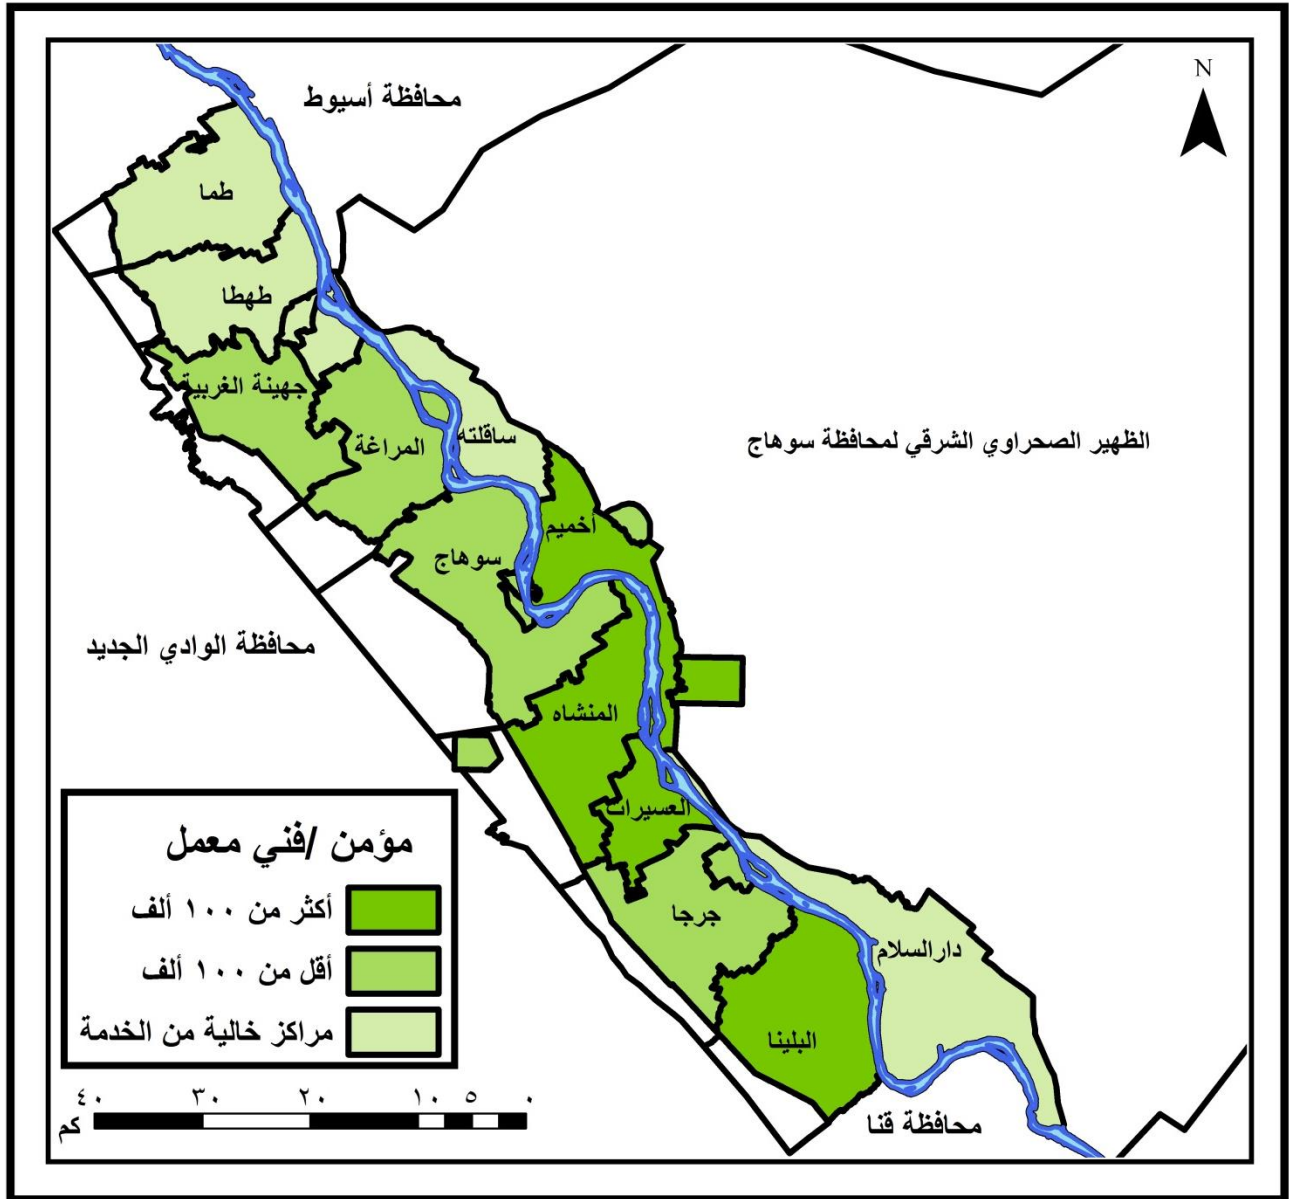 N
محافظة أسيوط
طما
طهطا
جهينة الغربية
المراغة
ساقلته
الظهير الصحراوي الشرقي لمحافظة سوهاج
أخميم
سوهاج
محافظة الوادي الجديد
المنشاه
العسيرات
جرجا
دارالسلام
البلينا
محافظة قنا
مؤمن /فني معمل
أكثر من ١٠٠ ألف
أقل من ١٠٠ ألف
مراكز خالية من الخدمة
٤٠ ٣٠ ٢٠ ١٠ ٥ ٠
كم